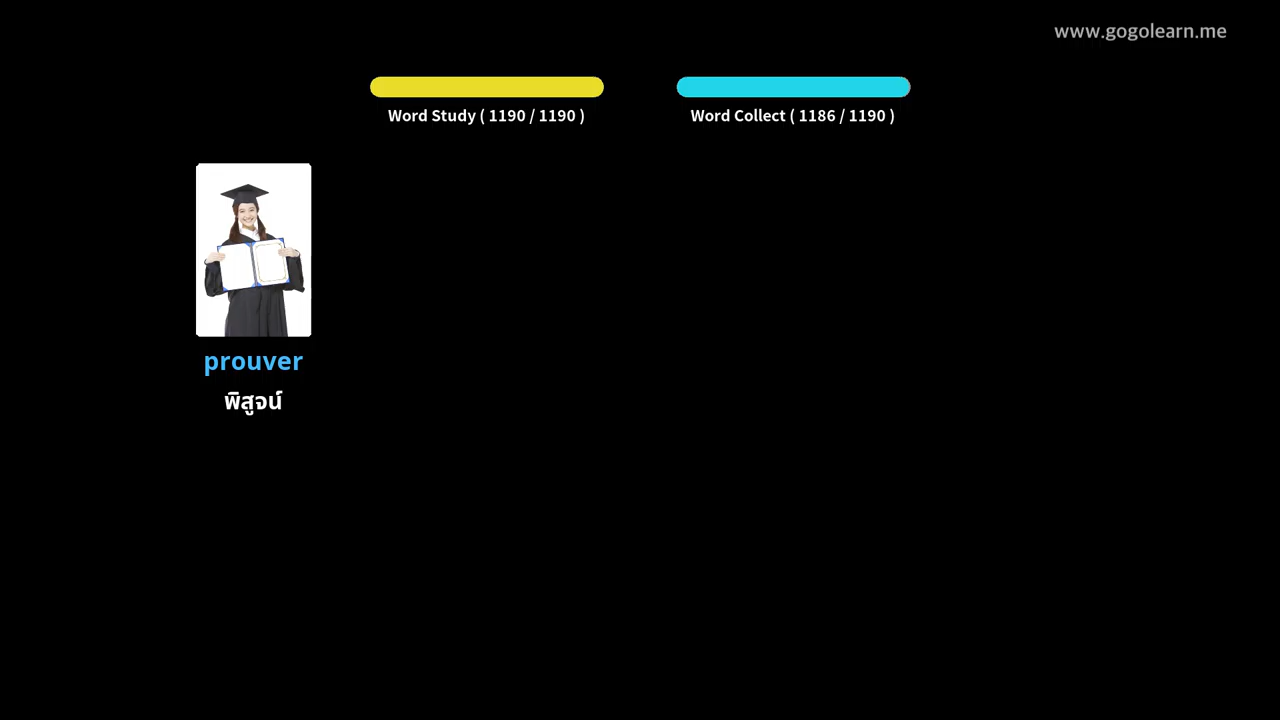 www.gogolearn.me
Word Study ( 1190 / 1190 )
Word Collect ( 1186 / 1190 )
prouver
พิสูจน์